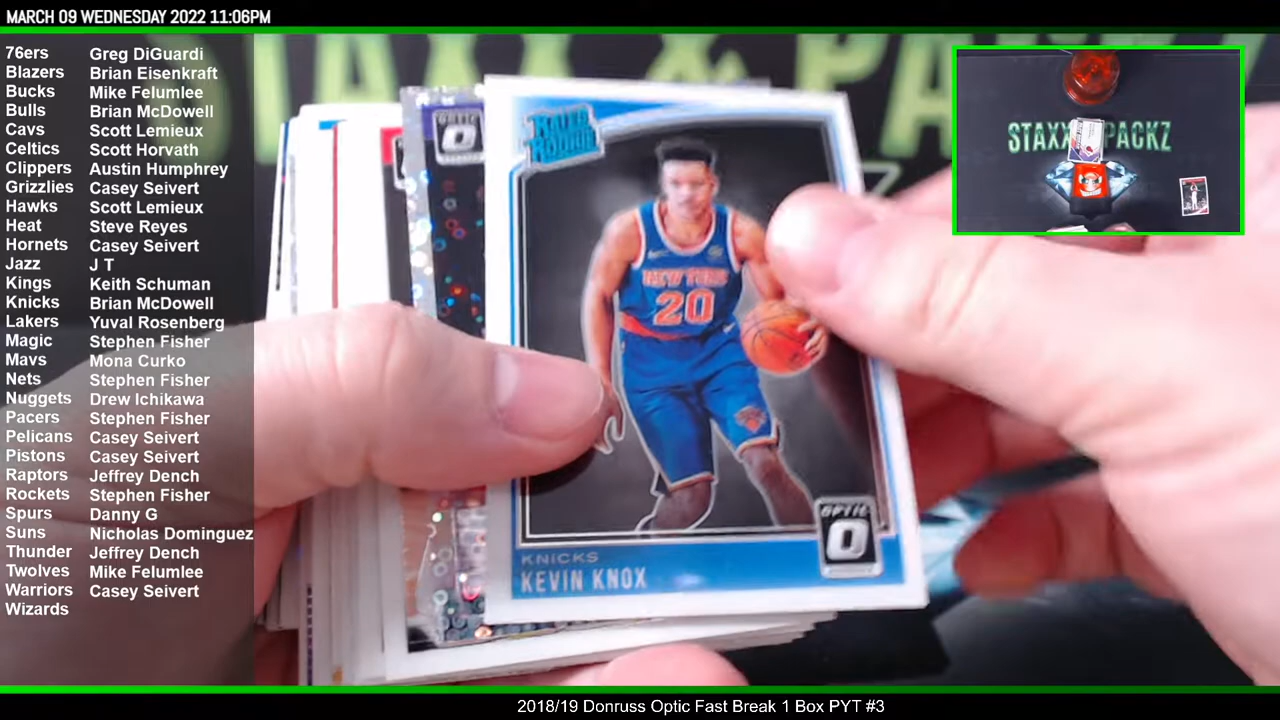 MARCH 09 WEDNESDAY 2022 11:06PM
76ers Greg DiGuardi
Blazers Brian Eisenkraft
Bucks Mike Felumlee
Bulls Brian McDowell
Cavs Scott Lemieux
Celtics Scott Horvath
Clippers Austin Humphrey
Grizzlies Casey Seivert
Hawks Scott Lemieux
Heat Steve Reyes
Hornets Casey Seivert
Jazz J T
Kings Keith Schuman
Knicks Brian McDowell
Lakers Yuval Rosenberg
Magic Stephen Fisher
Mavs Mona Curko
Nets Stephen Fisher
Nuggets Drew Ichikawa
Pacers Stephen Fisher
Pelicans Casey Seivert
Pistons Casey Seivert
Raptors Jeffrey Dench
Rockets Stephen Fisher
Spurs Danny G
Suns Nicholas Dominguez
Thunder Jeffrey Dench
Twolves Mike Felumlee
Warriors Casey Seivert
Wizards
STAXX & PA
OPTIC
RATED
ROOKIE
NEW YORK
20
OPTIC
KNICKS
KEVIN KNOX
STAXX PACKZ
2018/19 Donruss Optic Fast Break 1 Box PYT #3